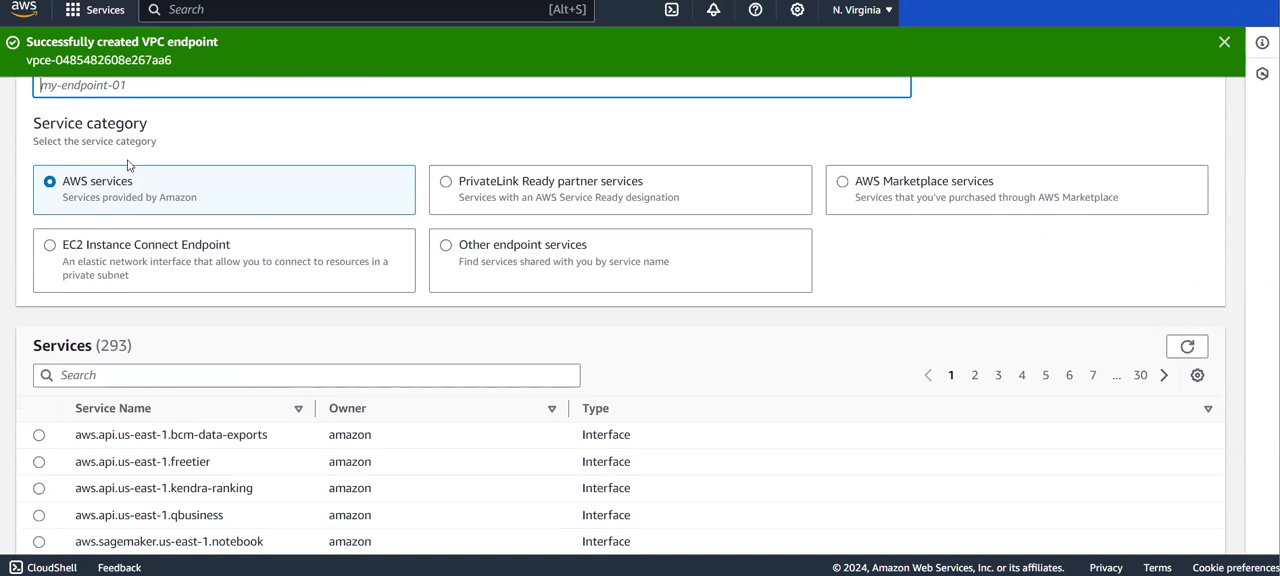 aws
Services
Search
[Alt+S]
N. Virginia
Successfully created VPC endpoint
vpce-0485482608e267aa6
my-endpoint-01
Service category
Select the service category
AWS services
Services provided by Amazon
PrivateLink Ready partner services
Services with an AWS Service Ready designation
AWS Marketplace services
Services that you've purchased through AWS Marketplace
EC2 Instance Connect Endpoint
An elastic network interface that allow you to connect to resources in a
private subnet
Other endpoint services
Find services shared with you by service name
Services (293)
Search
1 2 3 4 5 6 7 ... 30
Service Name Owner Type
aws.api.us-east-1.bcm-data-exports amazon Interface
aws.api.us-east-1.freetier amazon Interface
aws.api.us-east-1.kendra-ranking amazon Interface
aws.api.us-east-1.qbusiness amazon Interface
aws.sagemaker.us-east-1.notebook amazon Interface
CloudShell Feedback © 2024, Amazon Web Services, Inc. or its affiliates. Privacy Terms Cookie preferences